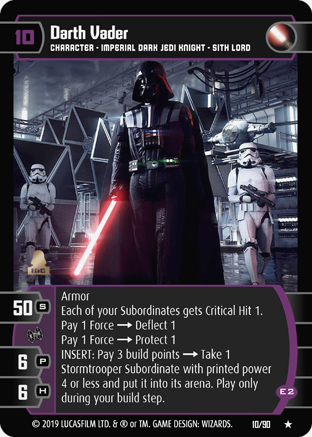 10
Darth Vader
CHARACTER - IMPERIAL DARK JEDI KNIGHT - SITH LORD
50 S
6 P
6 H
Armor
Each of your Subordinates gets Critical Hit 1.
Pay 1 Force → Deflect 1
Pay 1 Force → Protect 1
INSERT: Pay 3 build points → Take 1
Stormtrooper Subordinate with printed power
4 or less and put it into its arena. Play only
during your build step.
E2
© 2019 LUCASFILM LTD. & ® or TM. GAME DESIGN: WIZARDS.
10/90